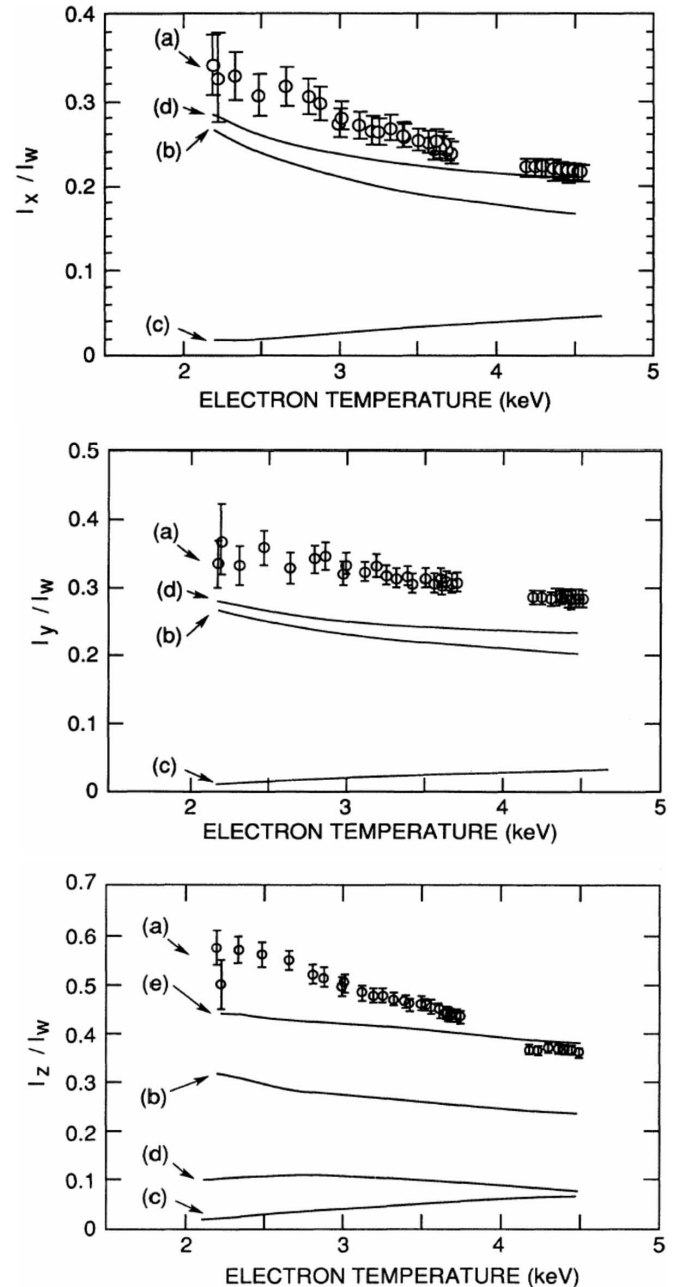 0.4
(a)
0.3
(d)
(b)
I_x / I_w
0.2
0.1
(c)
0
2 3 4 5
ELECTRON TEMPERATURE (keV)
0.5
0.4
(a)
0.3
(d)
(b)
I_y / I_w
0.2
0.1
(c)
0
2 3 4 5
ELECTRON TEMPERATURE (keV)
0.7
(a)
0.6
(e)
0.5
I_z / I_w
0.4
(b)
0.3
0.2
(d)
0.1
(c)
0
2 3 4 5
ELECTRON TEMPERATURE (keV)